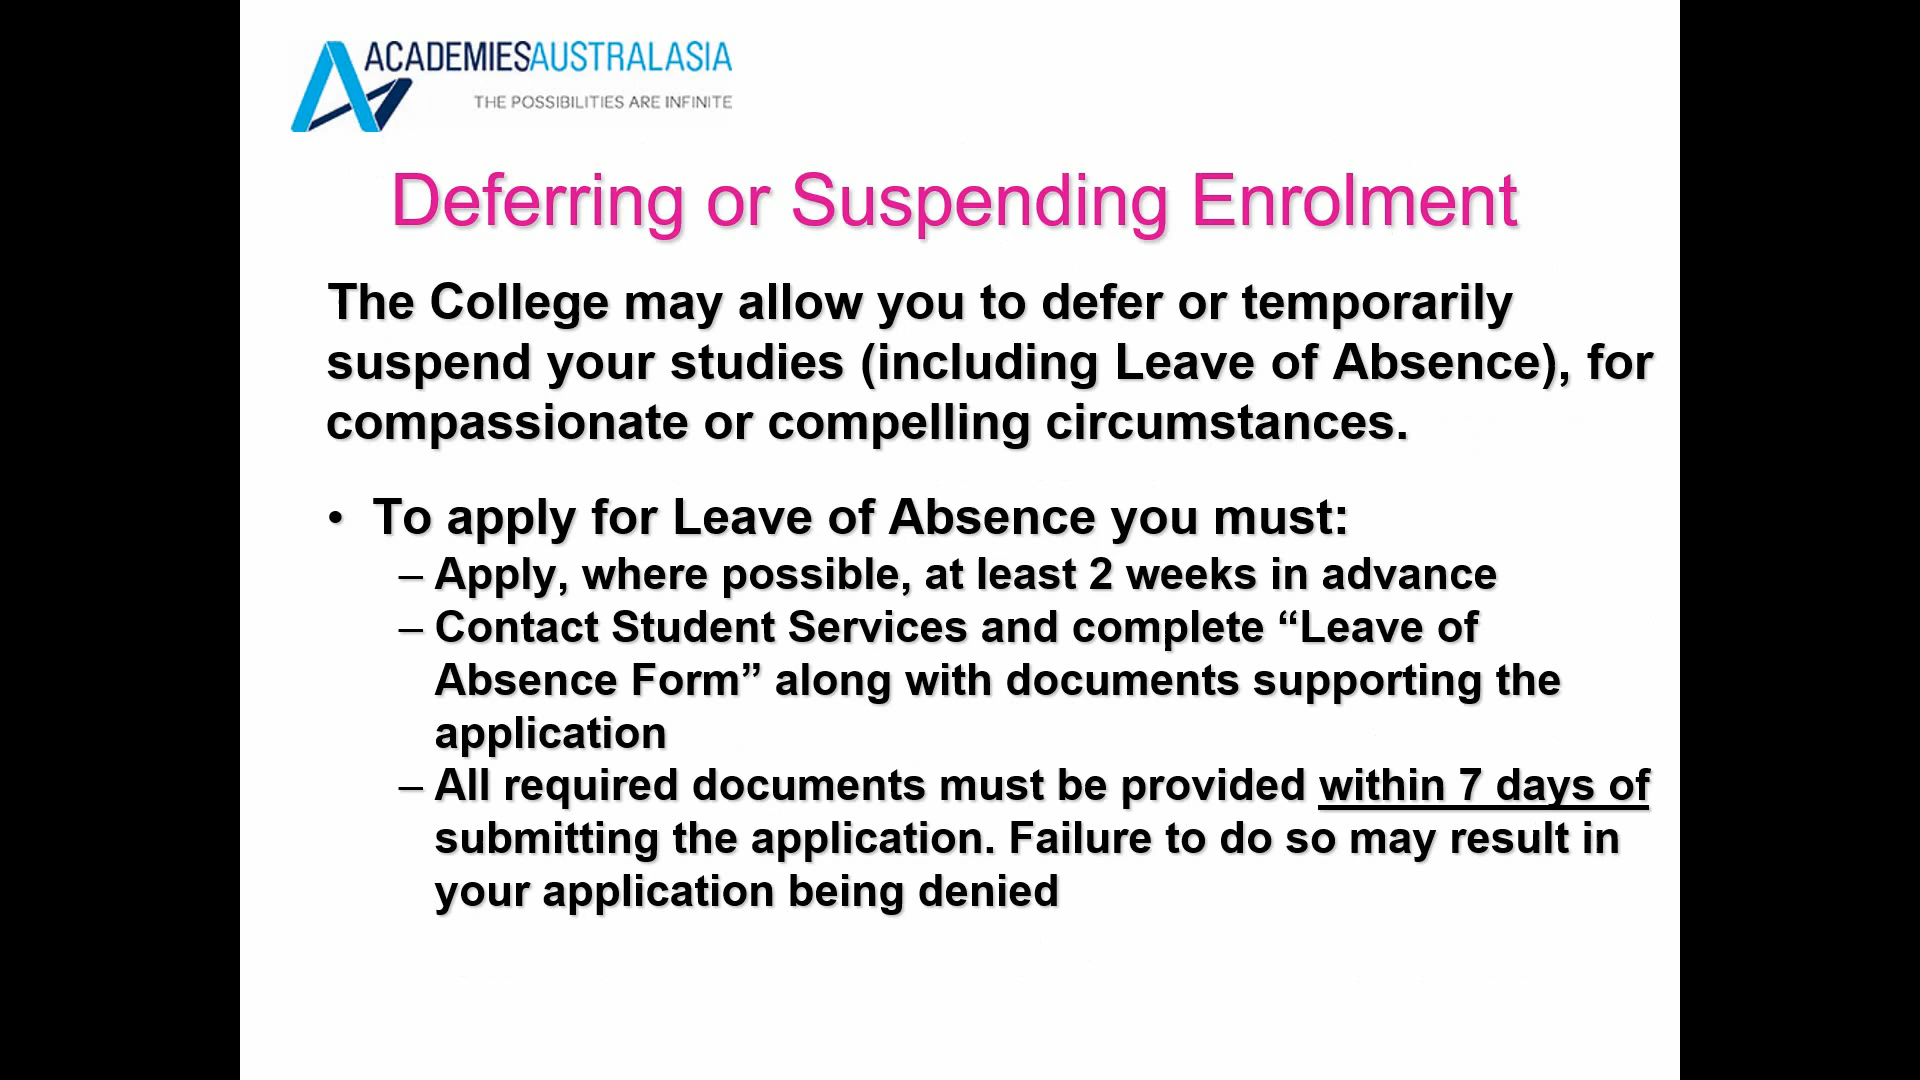 ACADEMIESAUSTRALASIA
THE POSSIBILITIES ARE INFINITE
Deferring or Suspending Enrolment
The College may allow you to defer or temporarily
suspend your studies (including Leave of Absence), for
compassionate or compelling circumstances.
• To apply for Leave of Absence you must:
– Apply, where possible, at least 2 weeks in advance
– Contact Student Services and complete “Leave of
Absence Form” along with documents supporting the
application
– All required documents must be provided within 7 days of
submitting the application. Failure to do so may result in
your application being denied